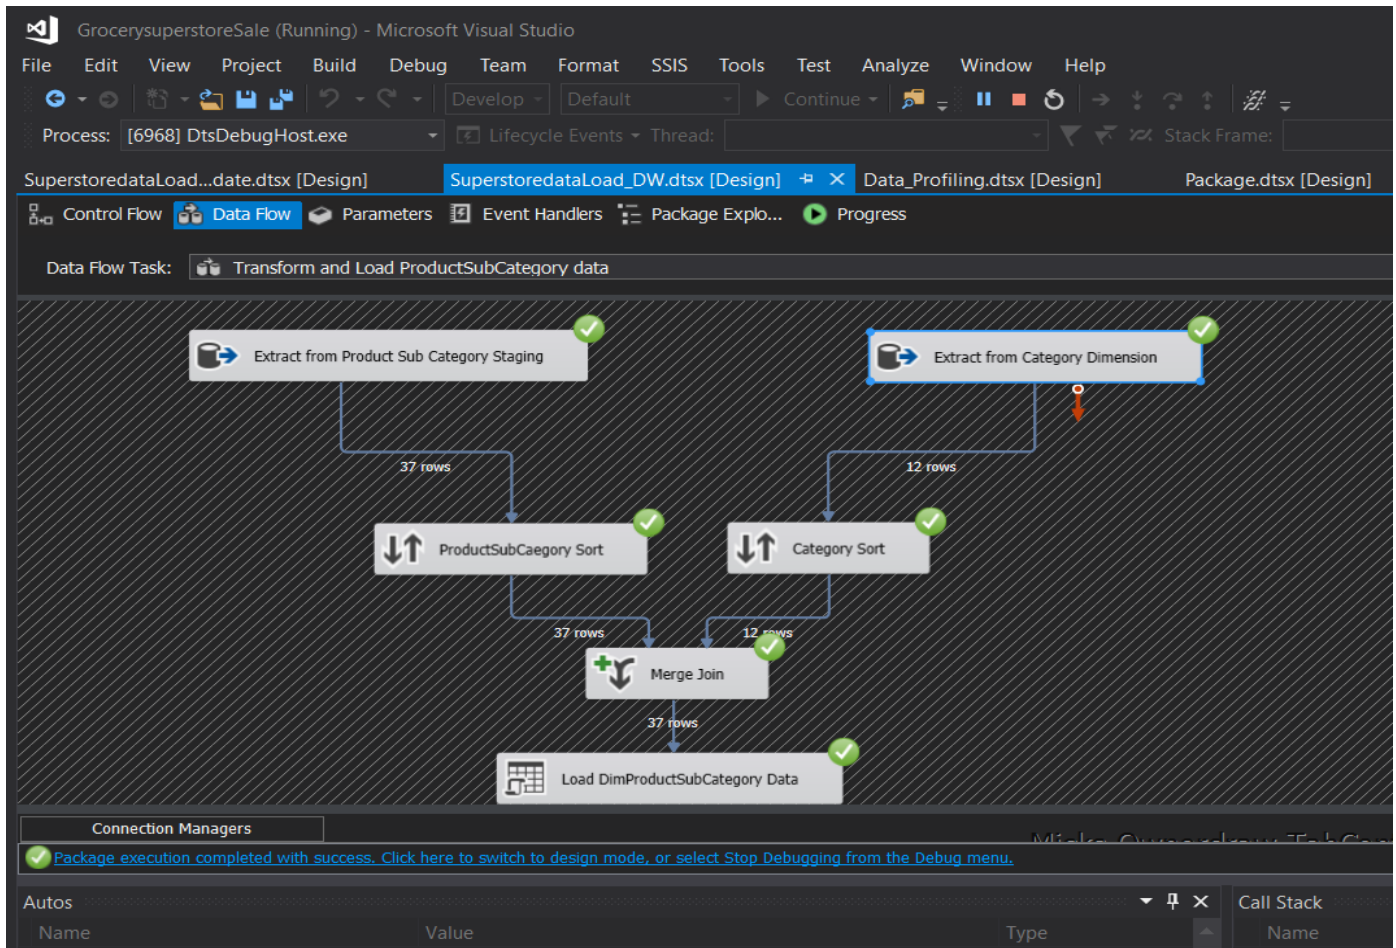 GrocerysuperstoreSale (Running) - Microsoft Visual Studio
File Edit View Project Build Debug Team Format SSIS Tools Test Analyze Window Help
Develop Default Continue
Process: [6968] DtsDebugHost.exe Lifecycle Events Thread: Stack Frame:
SuperstoredataLoad...date.dtsx [Design] SuperstoredataLoad_DW.dtsx [Design] Data_Profiling.dtsx [Design] Package.dtsx [Design]
Control Flow Data Flow Parameters Event Handlers Package Explo... Progress
Data Flow Task: Transform and Load ProductSubCategory data
Extract from Product Sub Category Staging Extract from Category Dimension
37 rows 12 rows
ProductSubCaegory Sort Category Sort
37 rows 12 rows
Merge Join
37 rows
Load DimProductSubCategory Data
Connection Managers
Package execution completed with success. Click here to switch to design mode, or select Stop Debugging from the Debug menu.
Autos Call Stack
Name Value Type Name